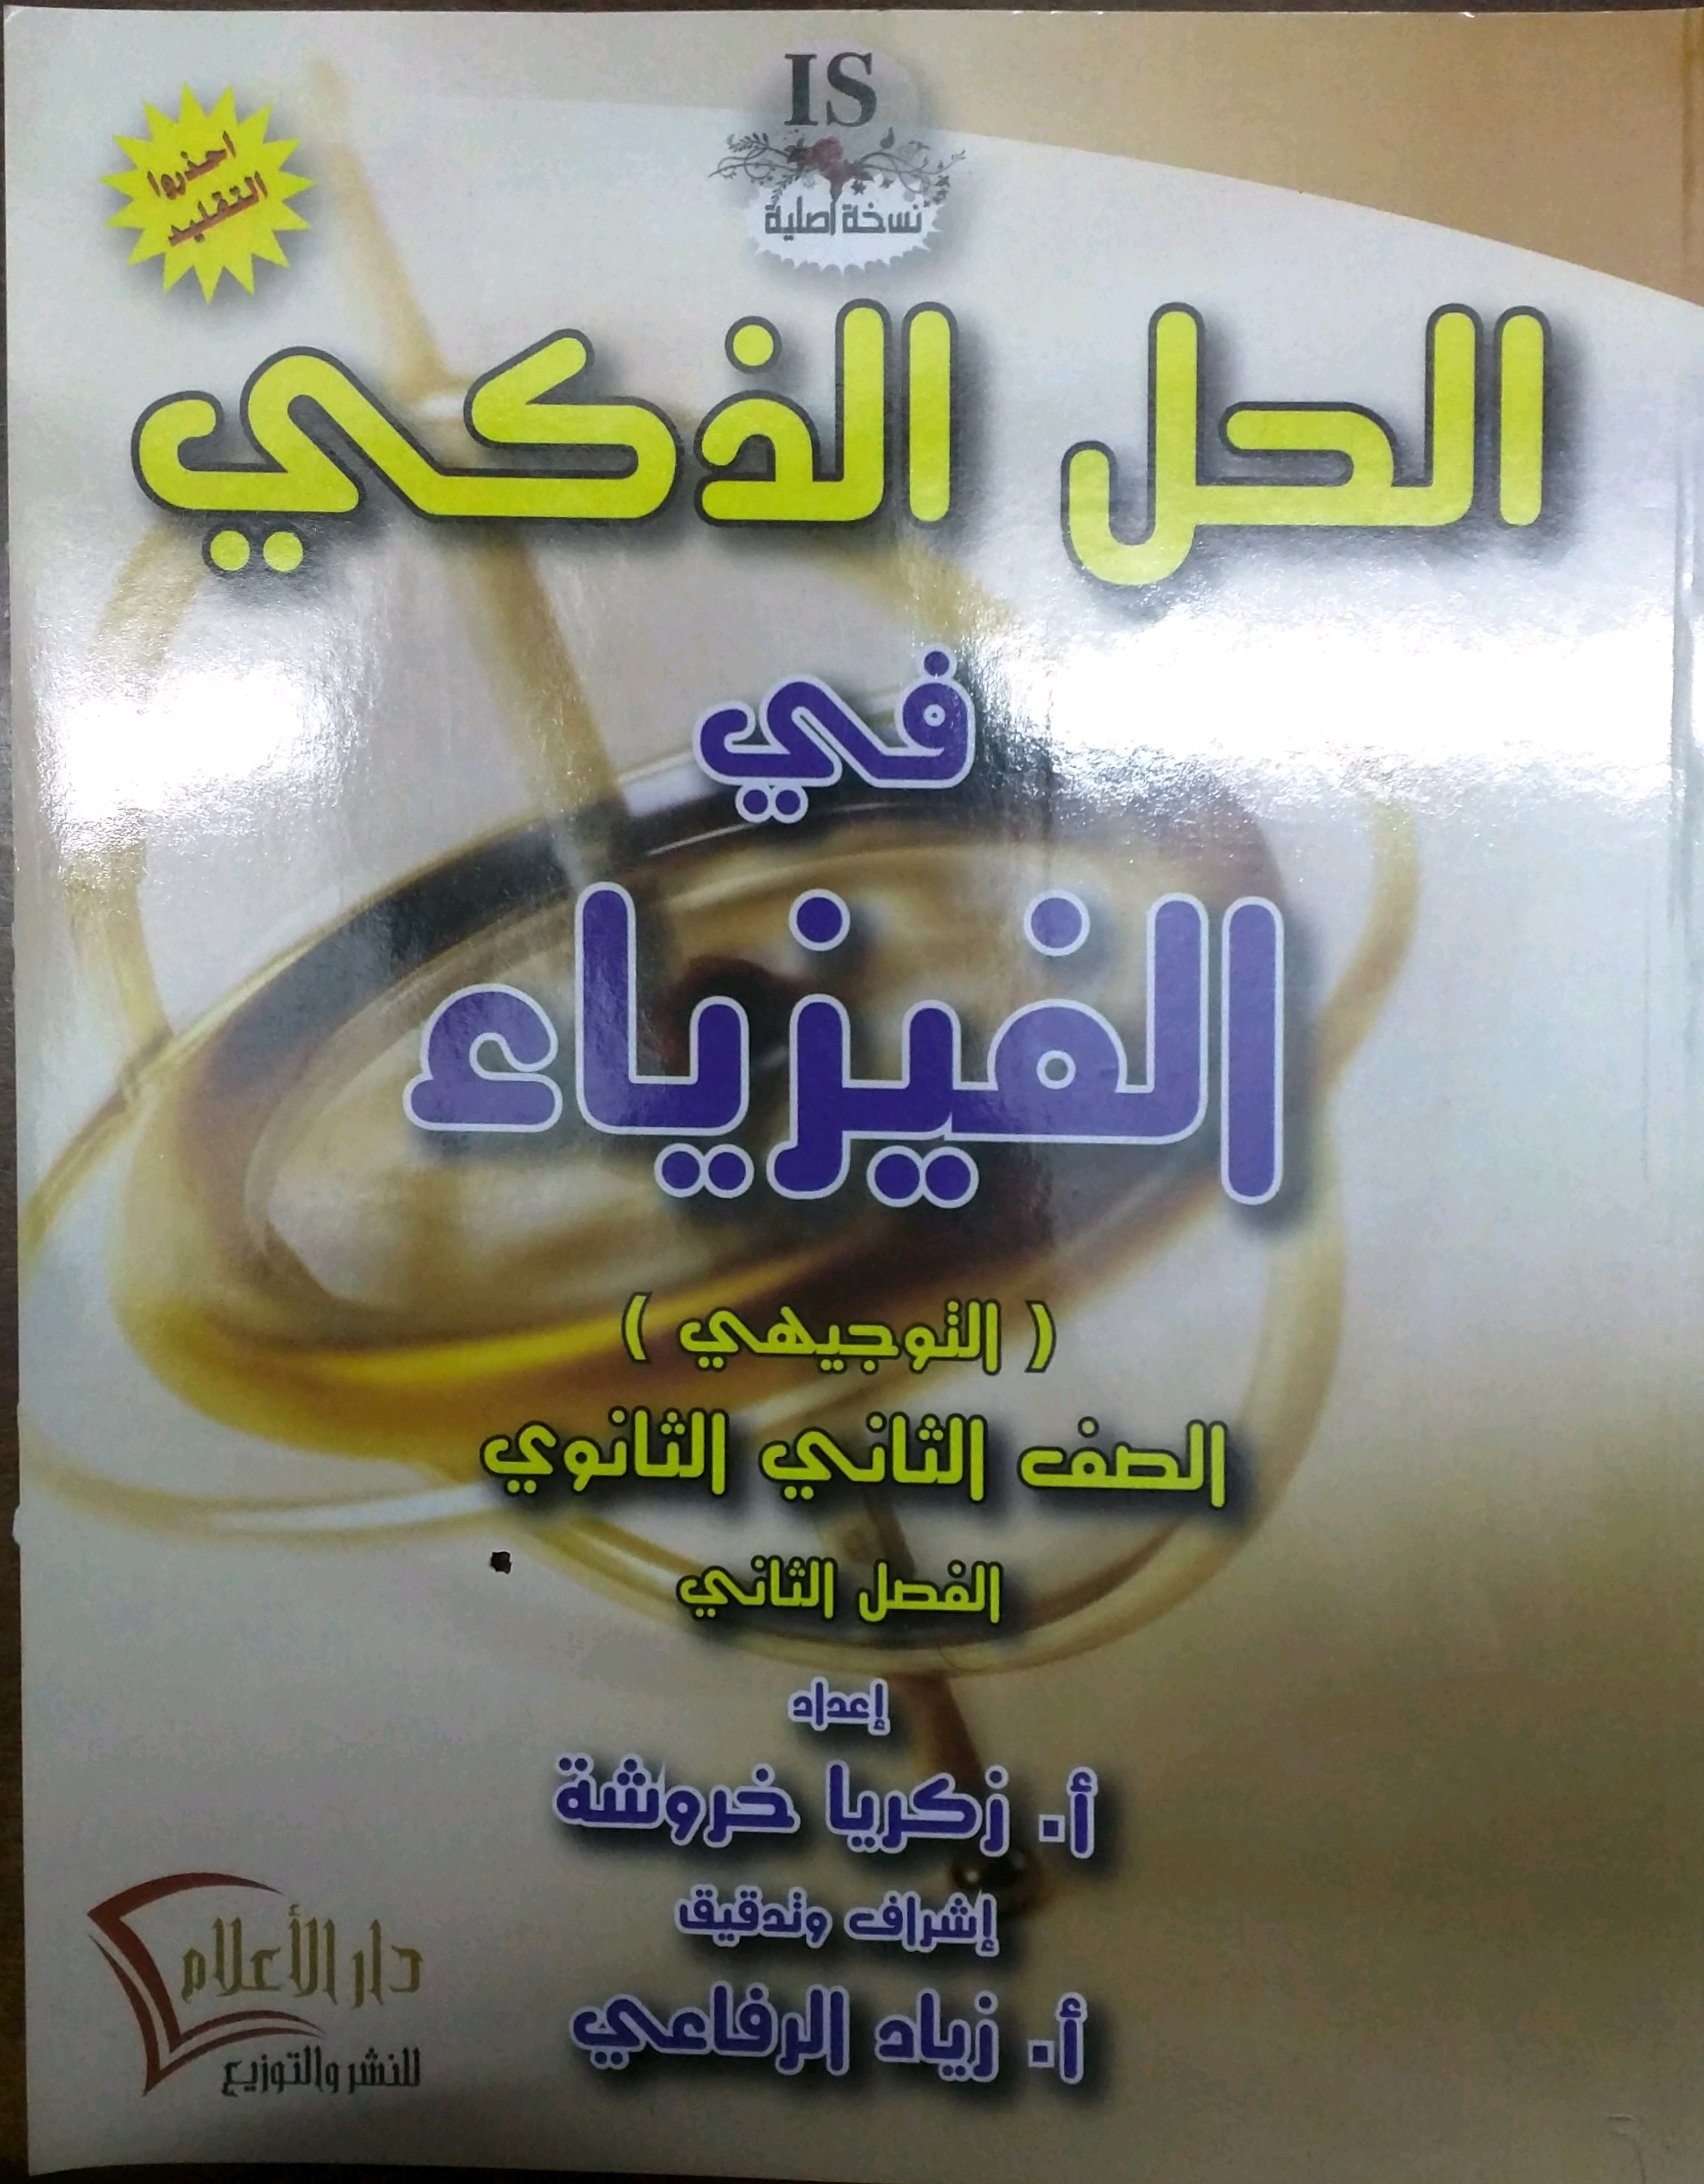 IS
نسخة أصلية
احذروا
التقليد
الحل الذكي
في
الفيزياء
( التوجيهي )
الصف الثاني الثانوي
الفصل الثاني
إعداد
أ. زكريا خروشة
إشراف وتدقيق
أ. زياد الرفاعي
دار الأعلام
للنشر والتوزيع